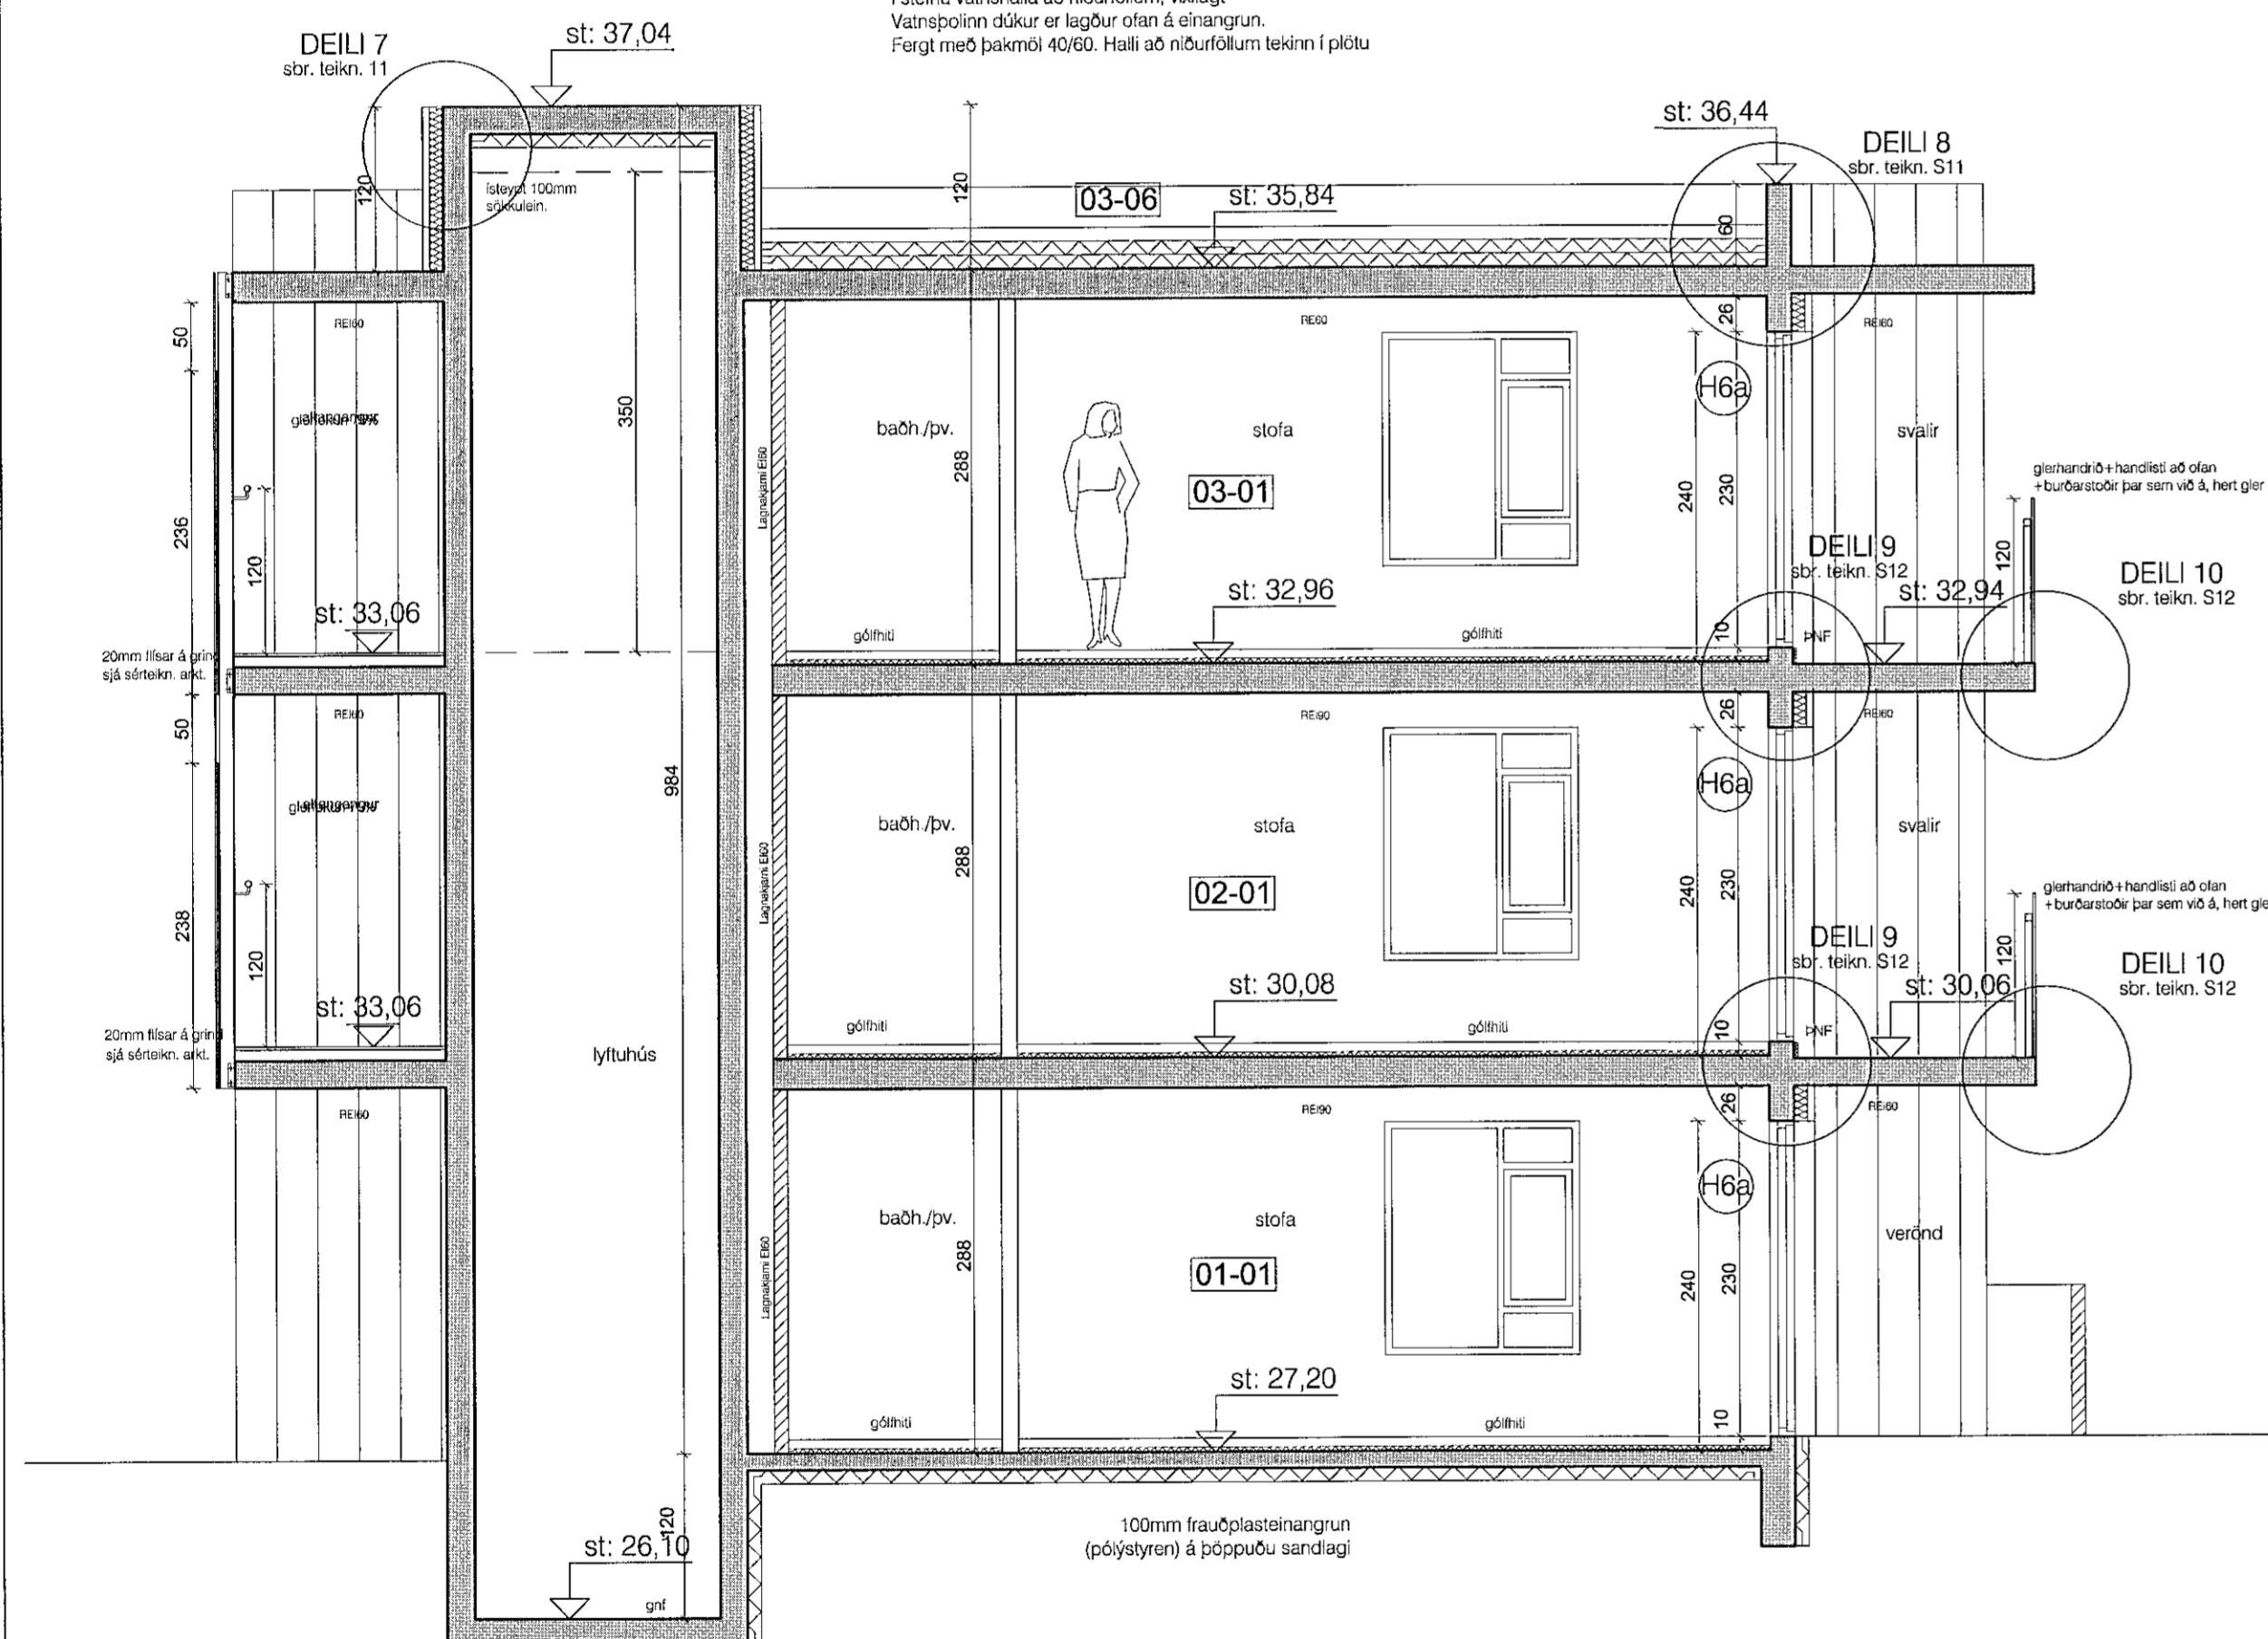 Vatnsþolinn dúkur er lagður ofan á einangrun.
Fergt með þakmöl 40/60. Halli að niðurföllum tekinn í plötu
DEILI 7
sbr. teikn. 11
st: 37,04
st: 36,44
DEILI 8
sbr. teikn. S11
120
ísteypt 100mm
sökkulein.
120
03-06
st: 35,84
60
50
REI60
RE60
26
REI60
350
H6a
baðh./þv.
stofa
svalir
Lagnakjarni EI60
288
03-01
240
230
glerhandrið+handlisti að ofan
+burðarstoðir þar sem við á, hert gler
236
120
120
DEILI 9
sbr. teikn. S12
DEILI 10
sbr. teikn. S12
st: 33,06
st: 32,96
st: 32,94
gólfhiti
gólfhiti
10
ÞNF
20mm flísar á grind
sjá sérteikn. arkt.
50
REI60
REI90
26
REI60
984
H6a
baðh./þv.
stofa
svalir
Lagnakjarni EI60
288
02-01
240
230
glerhandrið+handlisti að ofan
+burðarstoðir þar sem við á, hert gle
238
120
120
DEILI 9
sbr. teikn. S12
DEILI 10
sbr. teikn. S12
st: 33,06
st: 30,08
st: 30,06
gólfhiti
gólfhiti
10
ÞNF
20mm flísar á grind
sjá sérteikn. arkt.
lyftuhús
REI60
REI90
26
REI60
H6a
baðh./þv.
stofa
verönd
Lagnakjarni EI60
288
01-01
240
230
st: 27,20
gólfhiti
gólfhiti
10
120
100mm frauðplasteinangrun
(pólýstyren) á þöppuðu sandlagi
st: 26,10
gnf